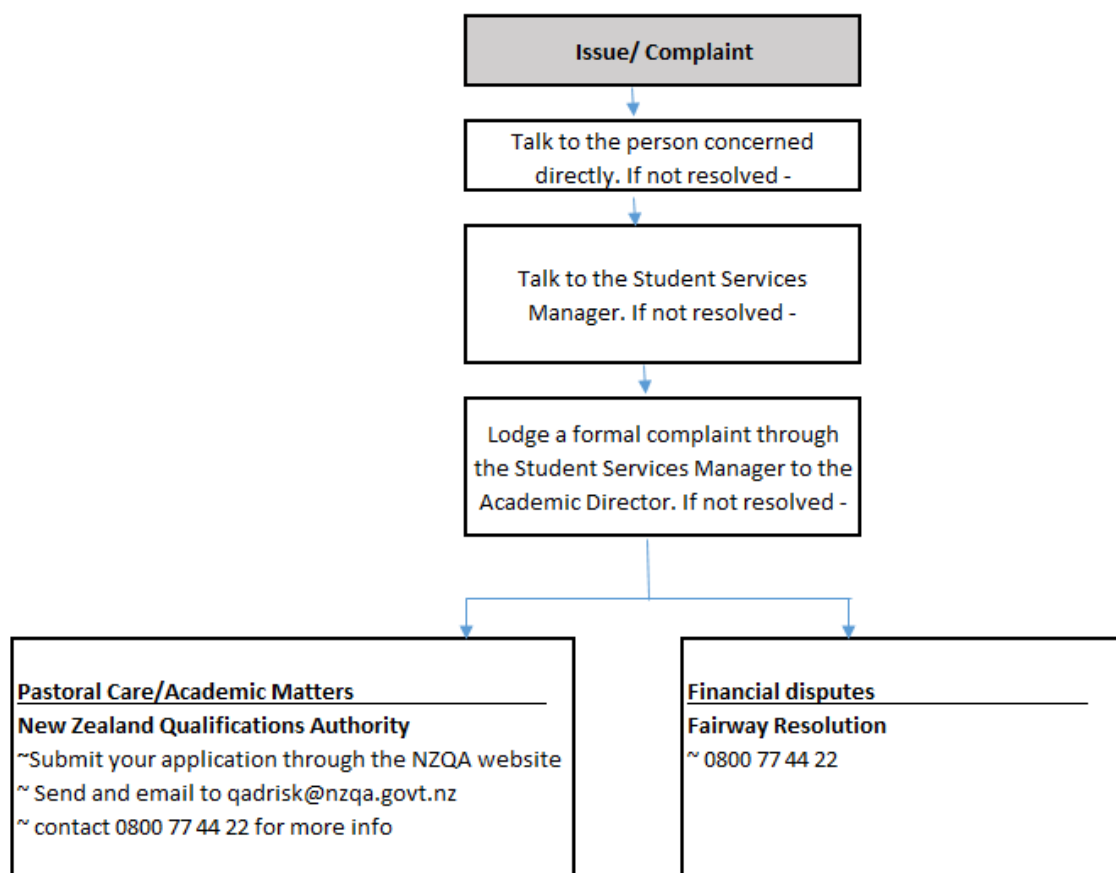 Issue/ Complaint
Talk to the person concerned
directly. If not resolved -
Talk to the Student Services
Manager. If not resolved -
Lodge a formal complaint through
the Student Services Manager to the
Academic Director. If not resolved -
Pastoral Care/Academic Matters
New Zealand Qualifications Authority
~Submit your application through the NZQA website
~ Send and email to qadrisk@nzqa.govt.nz
~ contact 0800 77 44 22 for more info
Financial disputes
Fairway Resolution
~ 0800 77 44 22